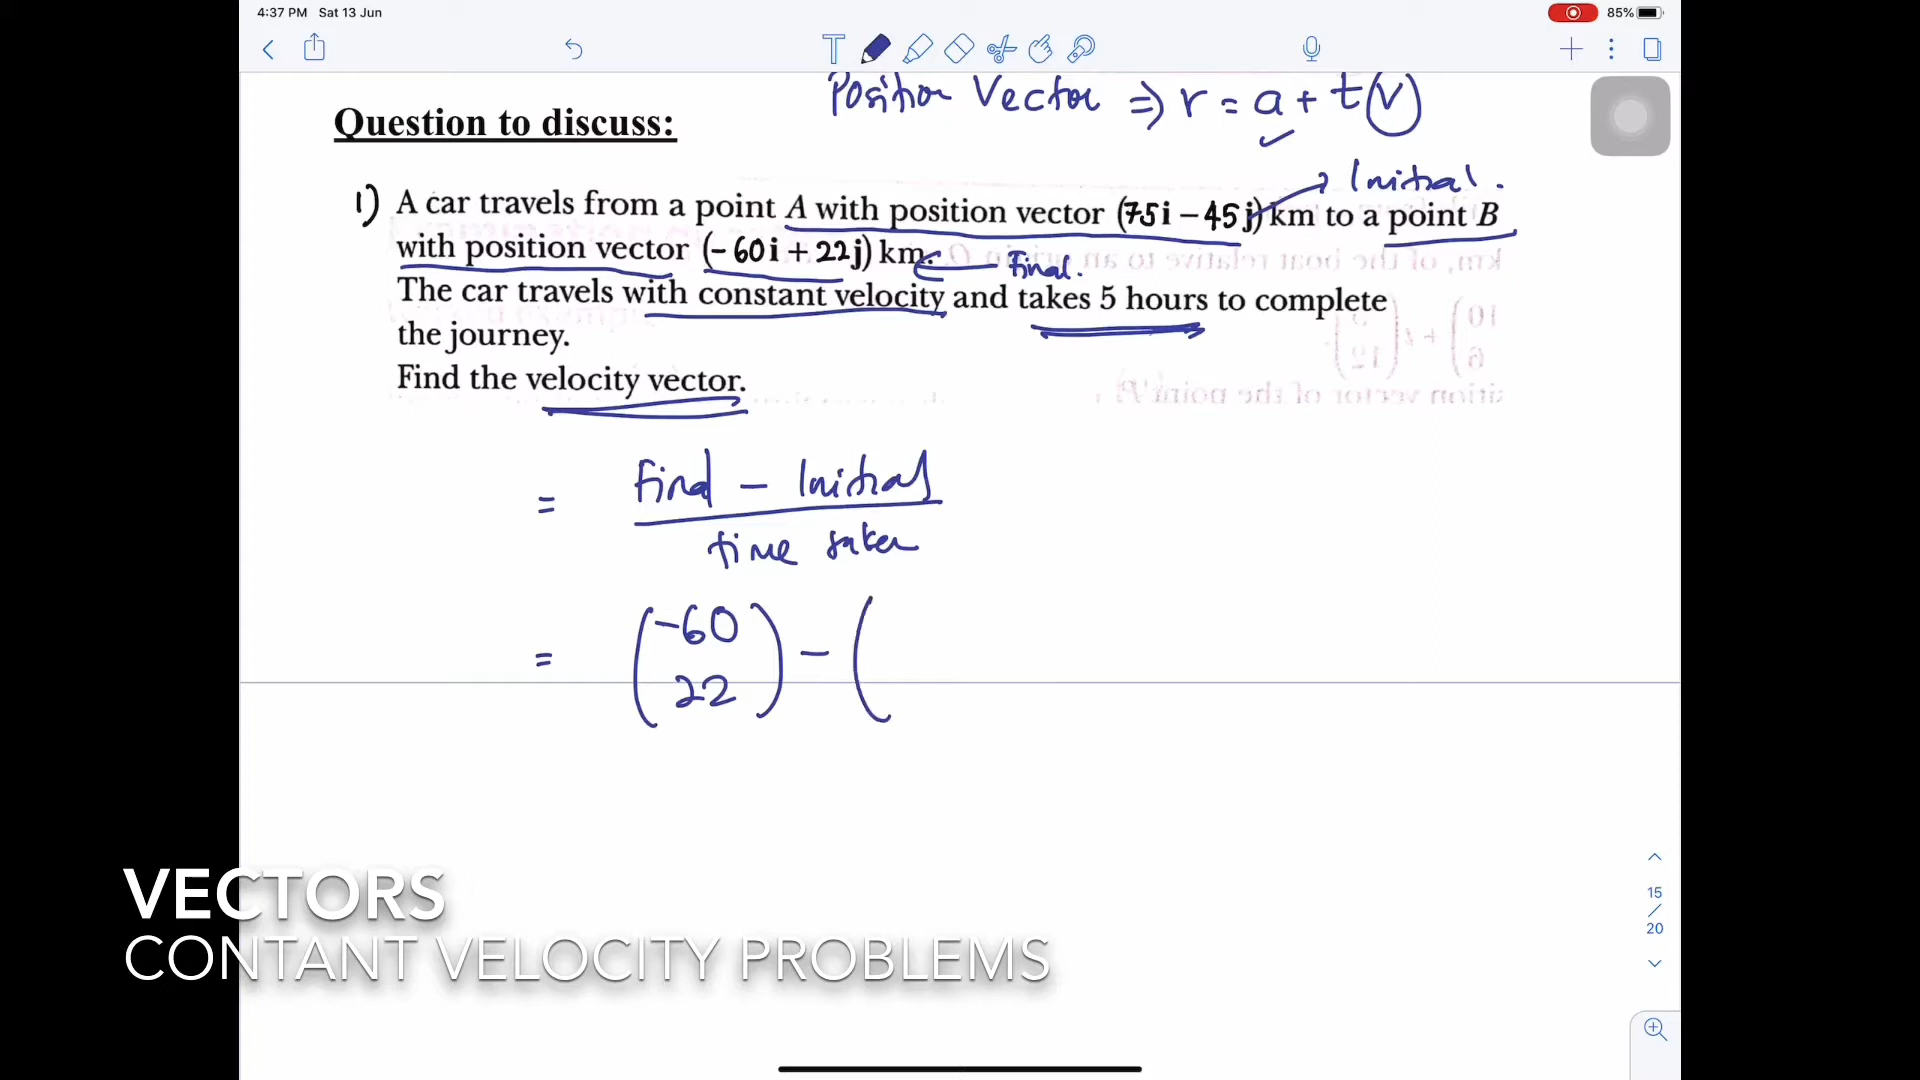 4:37 PM Sat 13 Jun
85%
T
Position Vector ⇒ r = a + t(v)
Question to discuss:
Initial.
1) A car travels from a point A with position vector (75i − 45j) km to a point B
with position vector (−60i + 22j) km.
Final.
The car travels with constant velocity and takes 5 hours to complete
the journey.
Find the velocity vector.
= Final − Initial
time taken
= (−60 22) − (
VECTORS
CONTANT VELOCITY PROBLEMS
15
/
20